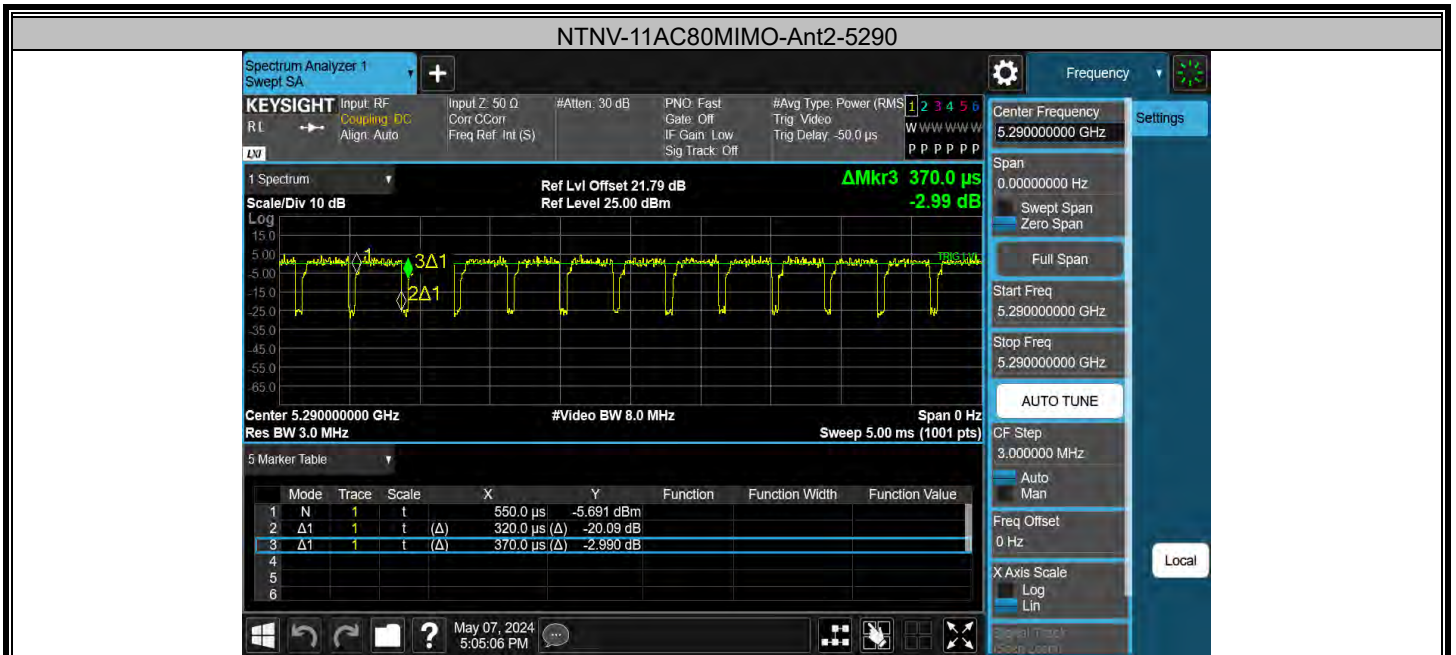 NTNV-11AC80MIMO-Ant2-5290
Spectrum Analyzer 1
Swept SA
+
Frequency
KEYSIGHT
RL
LXI
Input: RF
Coupling: DC
Align: Auto
Input Z: 50 Ω
Corr CCorr
Freq Ref: Int (S)
#Atten: 30 dB
PNO: Fast
Gate: Off
IF Gain: Low
Sig Track: Off
#Avg Type: Power (RMS
Trig: Video
Trig Delay: -50.0 µs
1 2 3 4 5 6
W W W W W W
P P P P P P
1 Spectrum
Scale/Div 10 dB
Ref Lvl Offset 21.79 dB
Ref Level 25.00 dBm
ΔMkr3 370.0 µs
-2.99 dB
Log
15.0
5.00
-5.00
-15.0
-25.0
-35.0
-45.0
-55.0
-65.0
1
3Δ1
2Δ1
TRIG LVL
Center 5.290000000 GHz
Res BW 3.0 MHz
#Video BW 8.0 MHz
Span 0 Hz
Sweep 5.00 ms (1001 pts)
5 Marker Table
Mode Trace Scale X Y Function Function Width Function Value
1 N 1 t 550.0 µs -5.691 dBm
2 Δ1 1 t (Δ) 320.0 µs (Δ) -20.09 dB
3 Δ1 1 t (Δ) 370.0 µs (Δ) -2.990 dB
4
5
6
Center Frequency
5.290000000 GHz
Settings
Span
0.00000000 Hz
Swept Span
Zero Span
Full Span
Start Freq
5.290000000 GHz
Stop Freq
5.290000000 GHz
AUTO TUNE
CF Step
3.000000 MHz
Auto
Man
Freq Offset
0 Hz
X Axis Scale
Log
Lin
Local
Signal Track
(Span Zoom)
?
May 07, 2024
5:05:06 PM